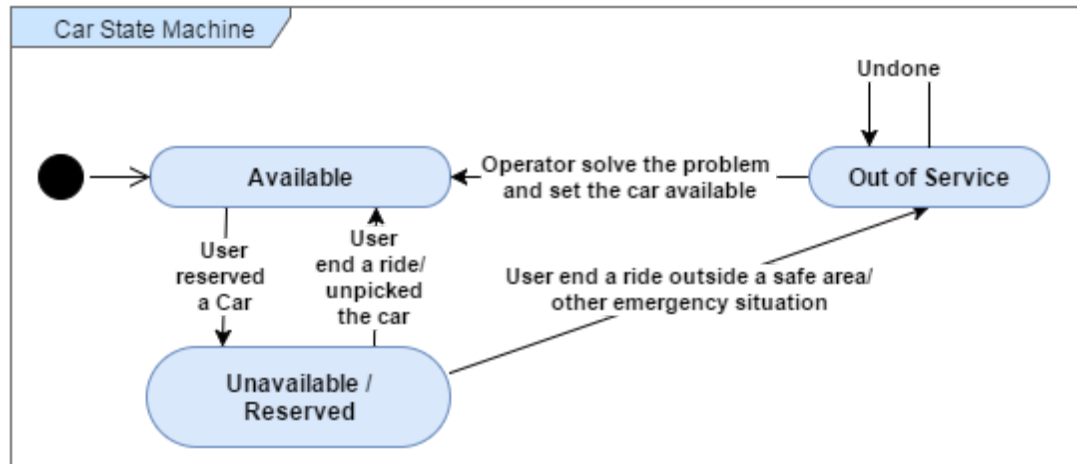 Car State Machine
Undone
Available
Operator solve the problem
and set the car available
Out of Service
User
reserved
a Car
User
end a ride/
unpicked
the car
User end a ride outside a safe area/
other emergency situation
Unavailable /
Reserved